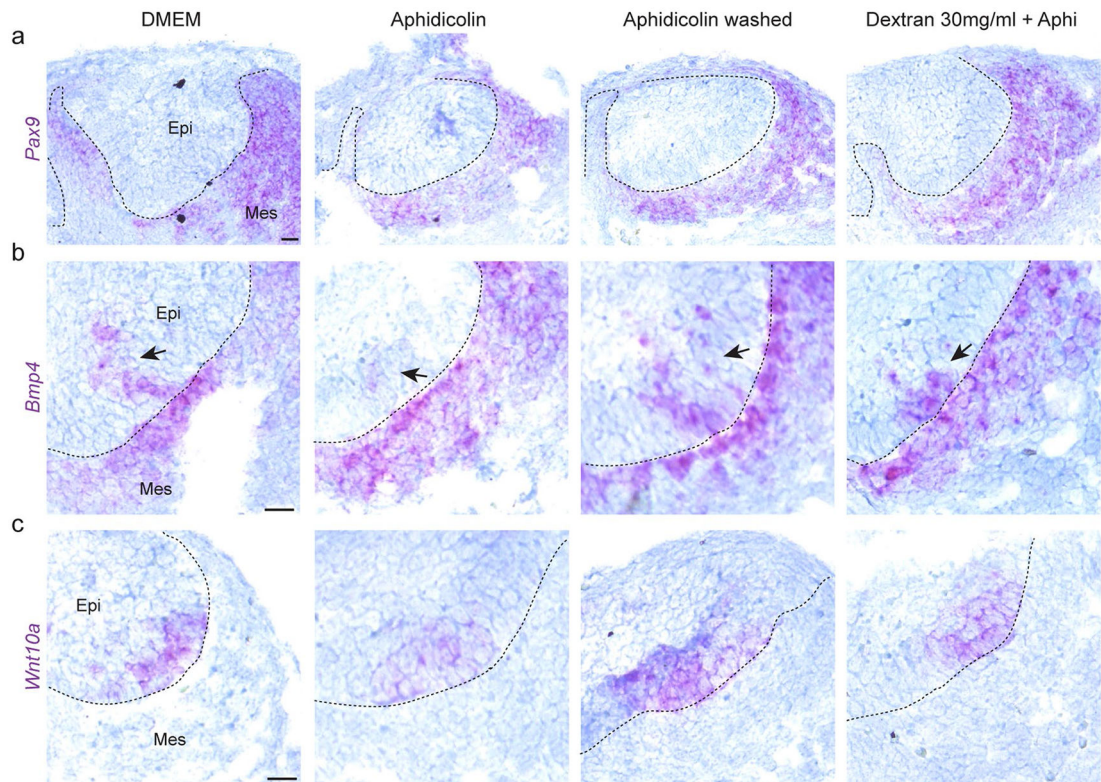 DMEM
Aphidicolin
Aphidicolin washed
Dextran 30mg/ml + Aphi
a
Pax9
Epi
Mes
b
Bmp4
Epi
Mes
c
Wnt10a
Epi
Mes